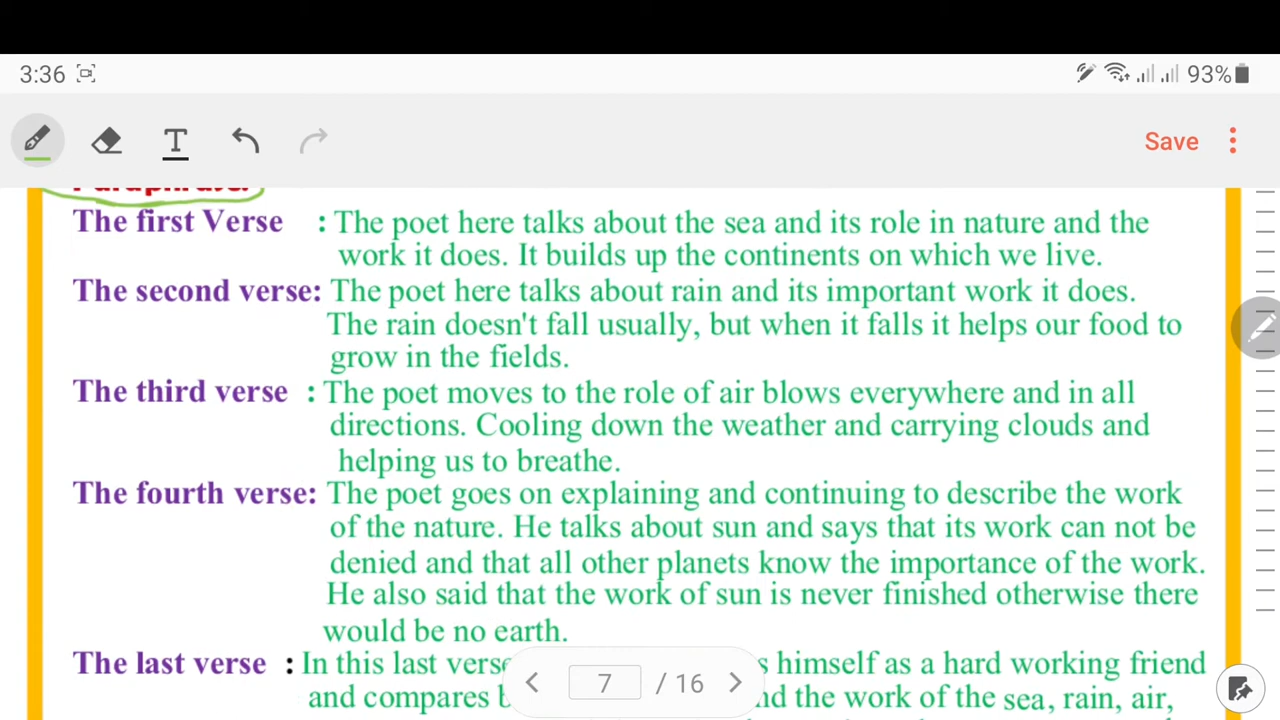 3:36 93%
T Save
Paraphrase:
The first Verse : The poet here talks about the sea and its role in nature and the
work it does. It builds up the continents on which we live.
The second verse: The poet here talks about rain and its important work it does.
The rain doesn't fall usually, but when it falls it helps our food to
grow in the fields.
The third verse : The poet moves to the role of air blows everywhere and in all
directions. Cooling down the weather and carrying clouds and
helping us to breathe.
The fourth verse: The poet goes on explaining and continuing to describe the work
of the nature. He talks about sun and says that its work can not be
denied and that all other planets know the importance of the work.
He also said that the work of sun is never finished otherwise there
would be no earth.
The last verse : In this last verse himself as a hard working friend
and compares the work of the sea, rain, air,
7 / 16